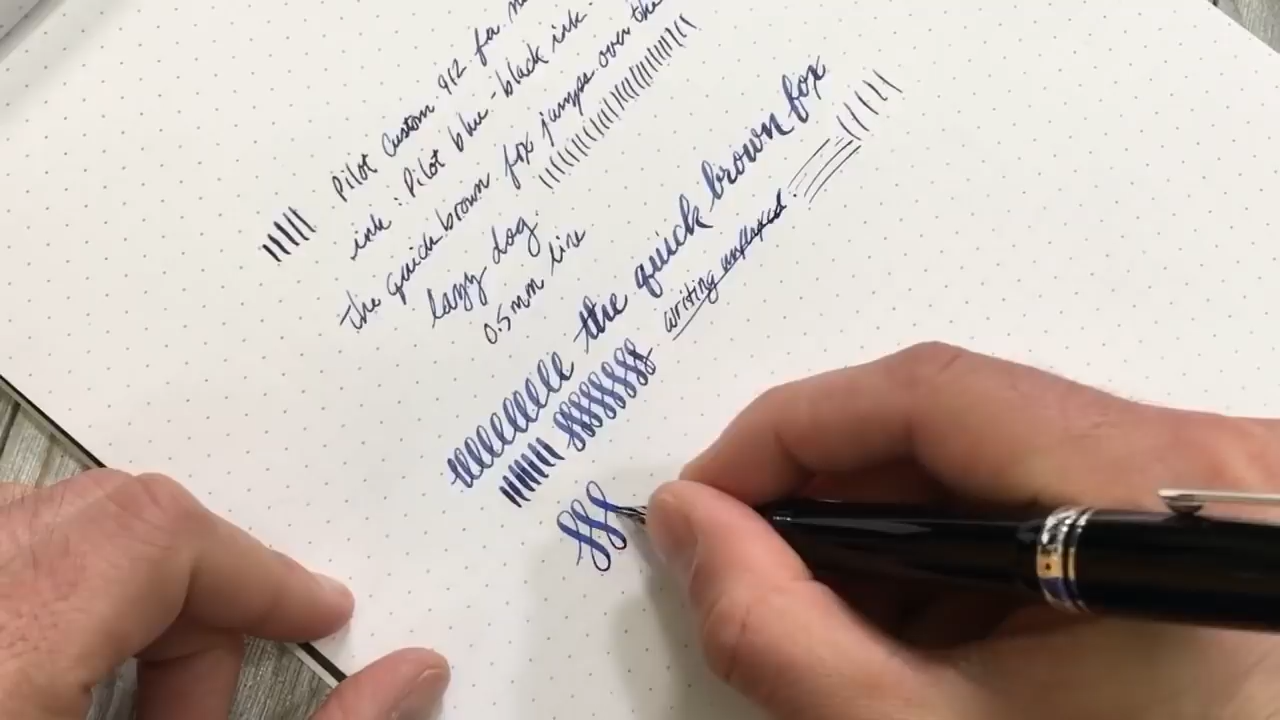 Pilot Custom 912 fa
ink: Pilot blue-black ink.
The quick brown fox jumps over the
lazy dog.
0.5mm line
the quick brown fox
writing unflexed.